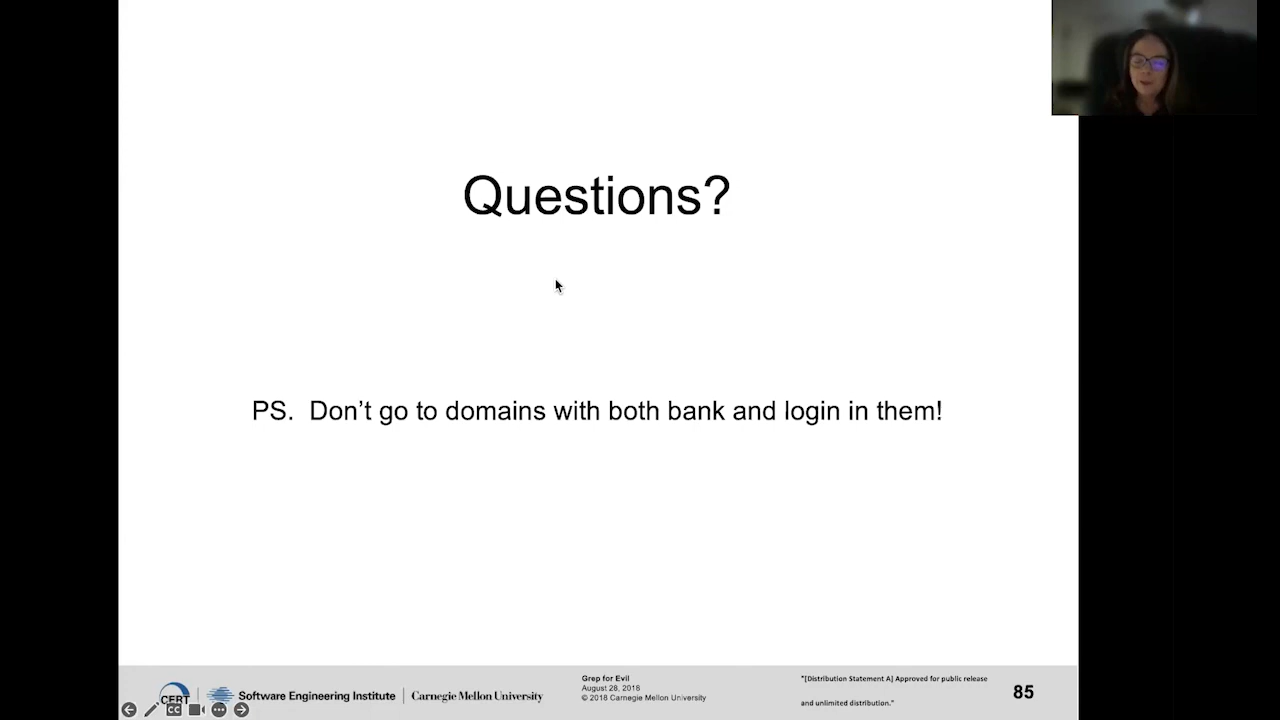 Questions?
PS.  Don't go to domains with both bank and login in them!
CERT
Software Engineering Institute
Carnegie Mellon University
Grep for Evil
August 28, 2018
© 2018 Carnegie Mellon University
"[Distribution Statement A] Approved for public release
and unlimited distribution."
85
CC